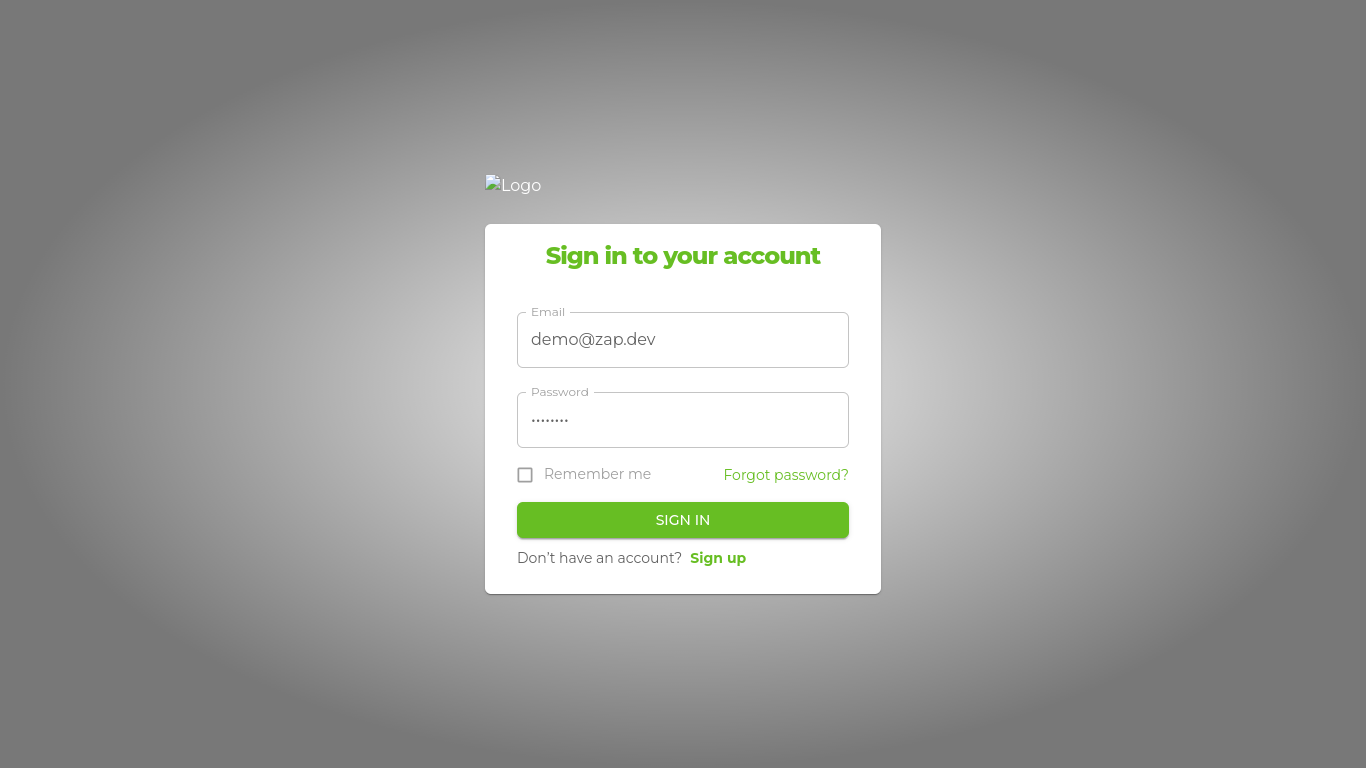 Logo
Sign in to your account
Email
demo@zap.dev
Password
••••••••
Remember me
Forgot password?
SIGN IN
Don't have an account? Sign up